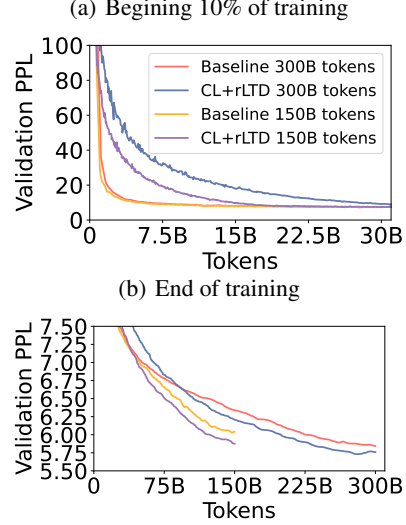 (a) Begining 10% of training
Validation PPL
100
80
60
40
20
0
Baseline 300B tokens
CL+rLTD 300B tokens
Baseline 150B tokens
CL+rLTD 150B tokens
0 7.5B 15B 22.5B 30B
Tokens
(b) End of training
Validation PPL
7.50
7.25
7.00
6.75
6.50
6.25
6.00
5.75
5.50
0 75B 150B 225B 300B
Tokens